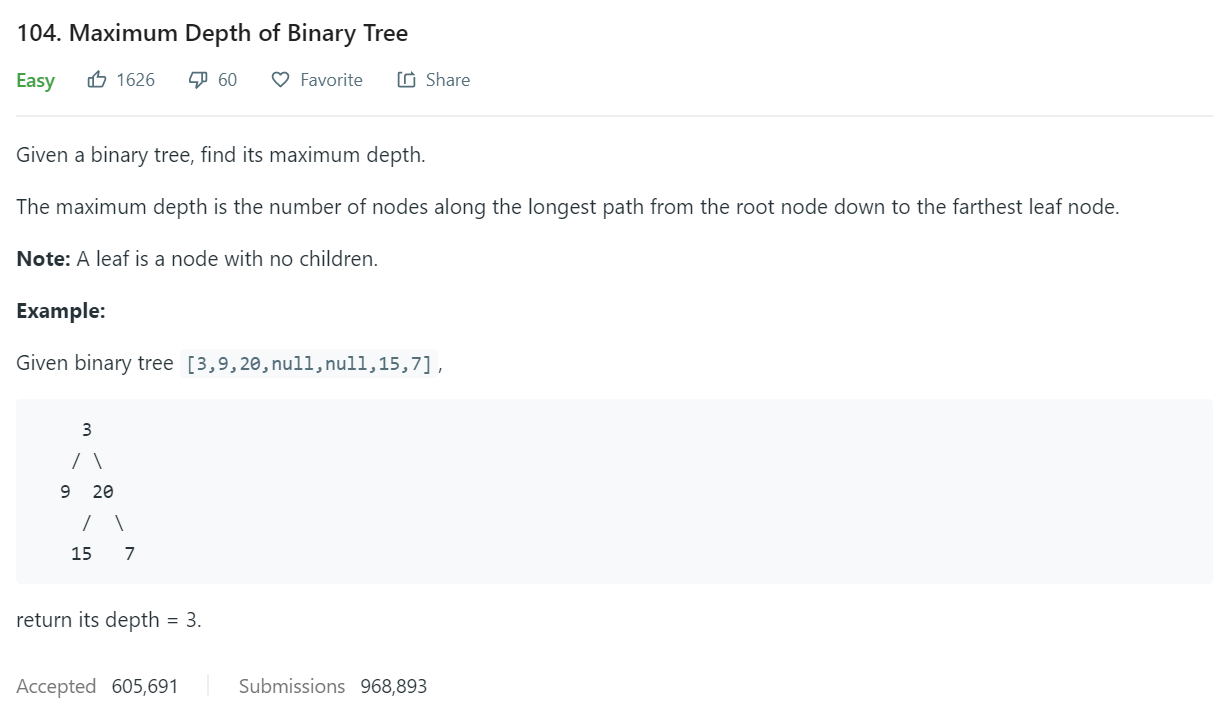 104. Maximum Depth of Binary Tree
Easy 1626 60 Favorite Share
Given a binary tree, find its maximum depth.
The maximum depth is the number of nodes along the longest path from the root node down to the farthest leaf node.
Note: A leaf is a node with no children.
Example:
Given binary tree [3,9,20,null,null,15,7],
3
/ \
9 20
/ \
15 7
return its depth = 3.
Accepted 605,691 Submissions 968,893